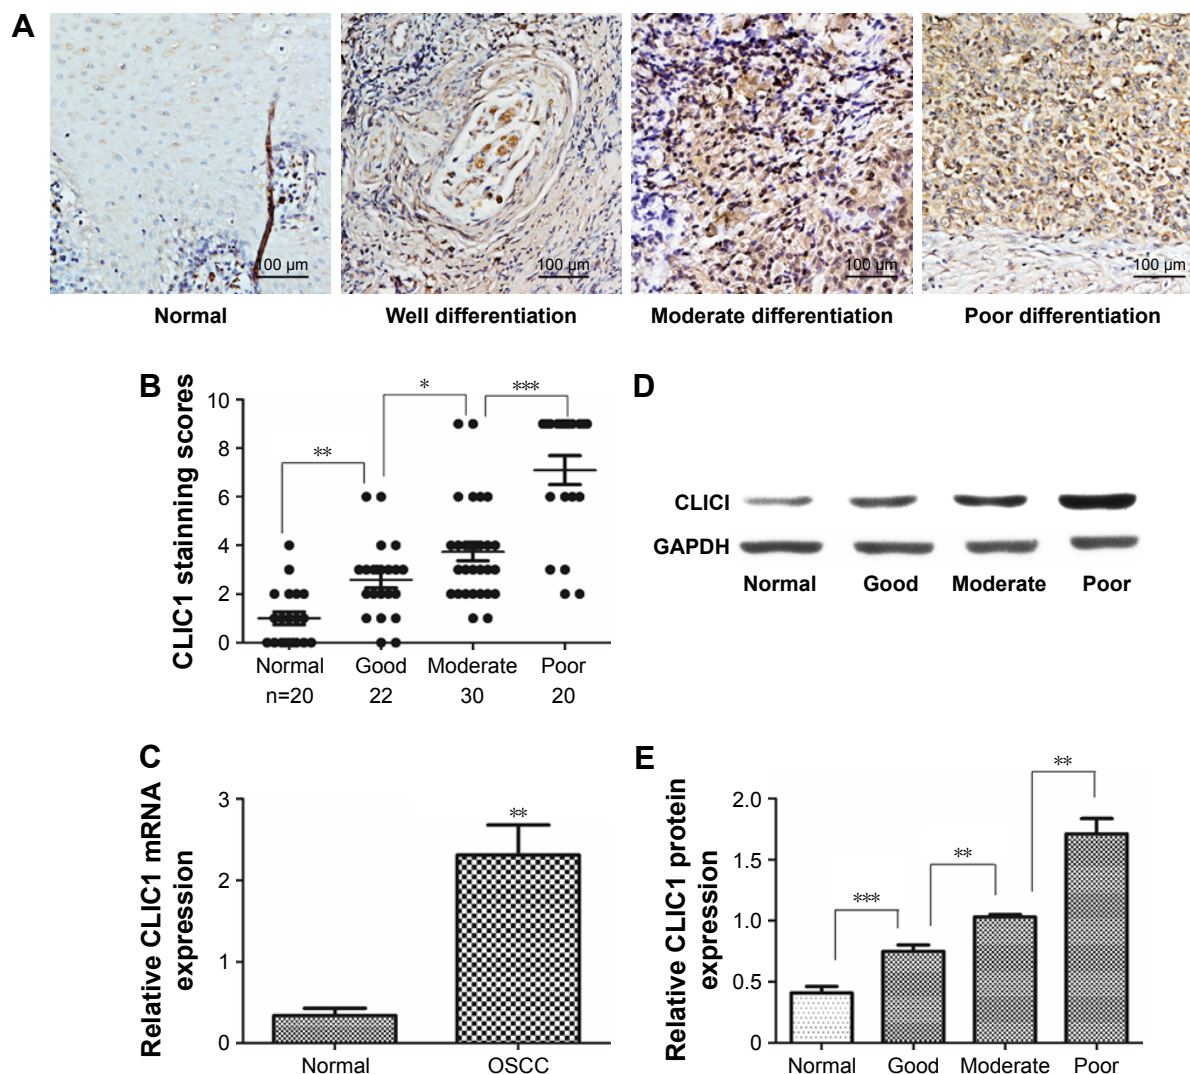 A
100 µm
100 µm
100 µm
100 µm
Normal
Well differentiation
Moderate differentiation
Poor differentiation
B
CLIC1 stainning scores
10
8
6
4
2
0
**
*
***
Normal
Good
Moderate
Poor
n=20
22
30
20
D
CLICI
GAPDH
Normal
Good
Moderate
Poor
C
Relative CLIC1 mRNA
expression
3
2
1
0
**
Normal
OSCC
E
Relative CLIC1 protein
expression
2.0
1.5
1.0
0.5
0
***
**
**
Normal
Good
Moderate
Poor